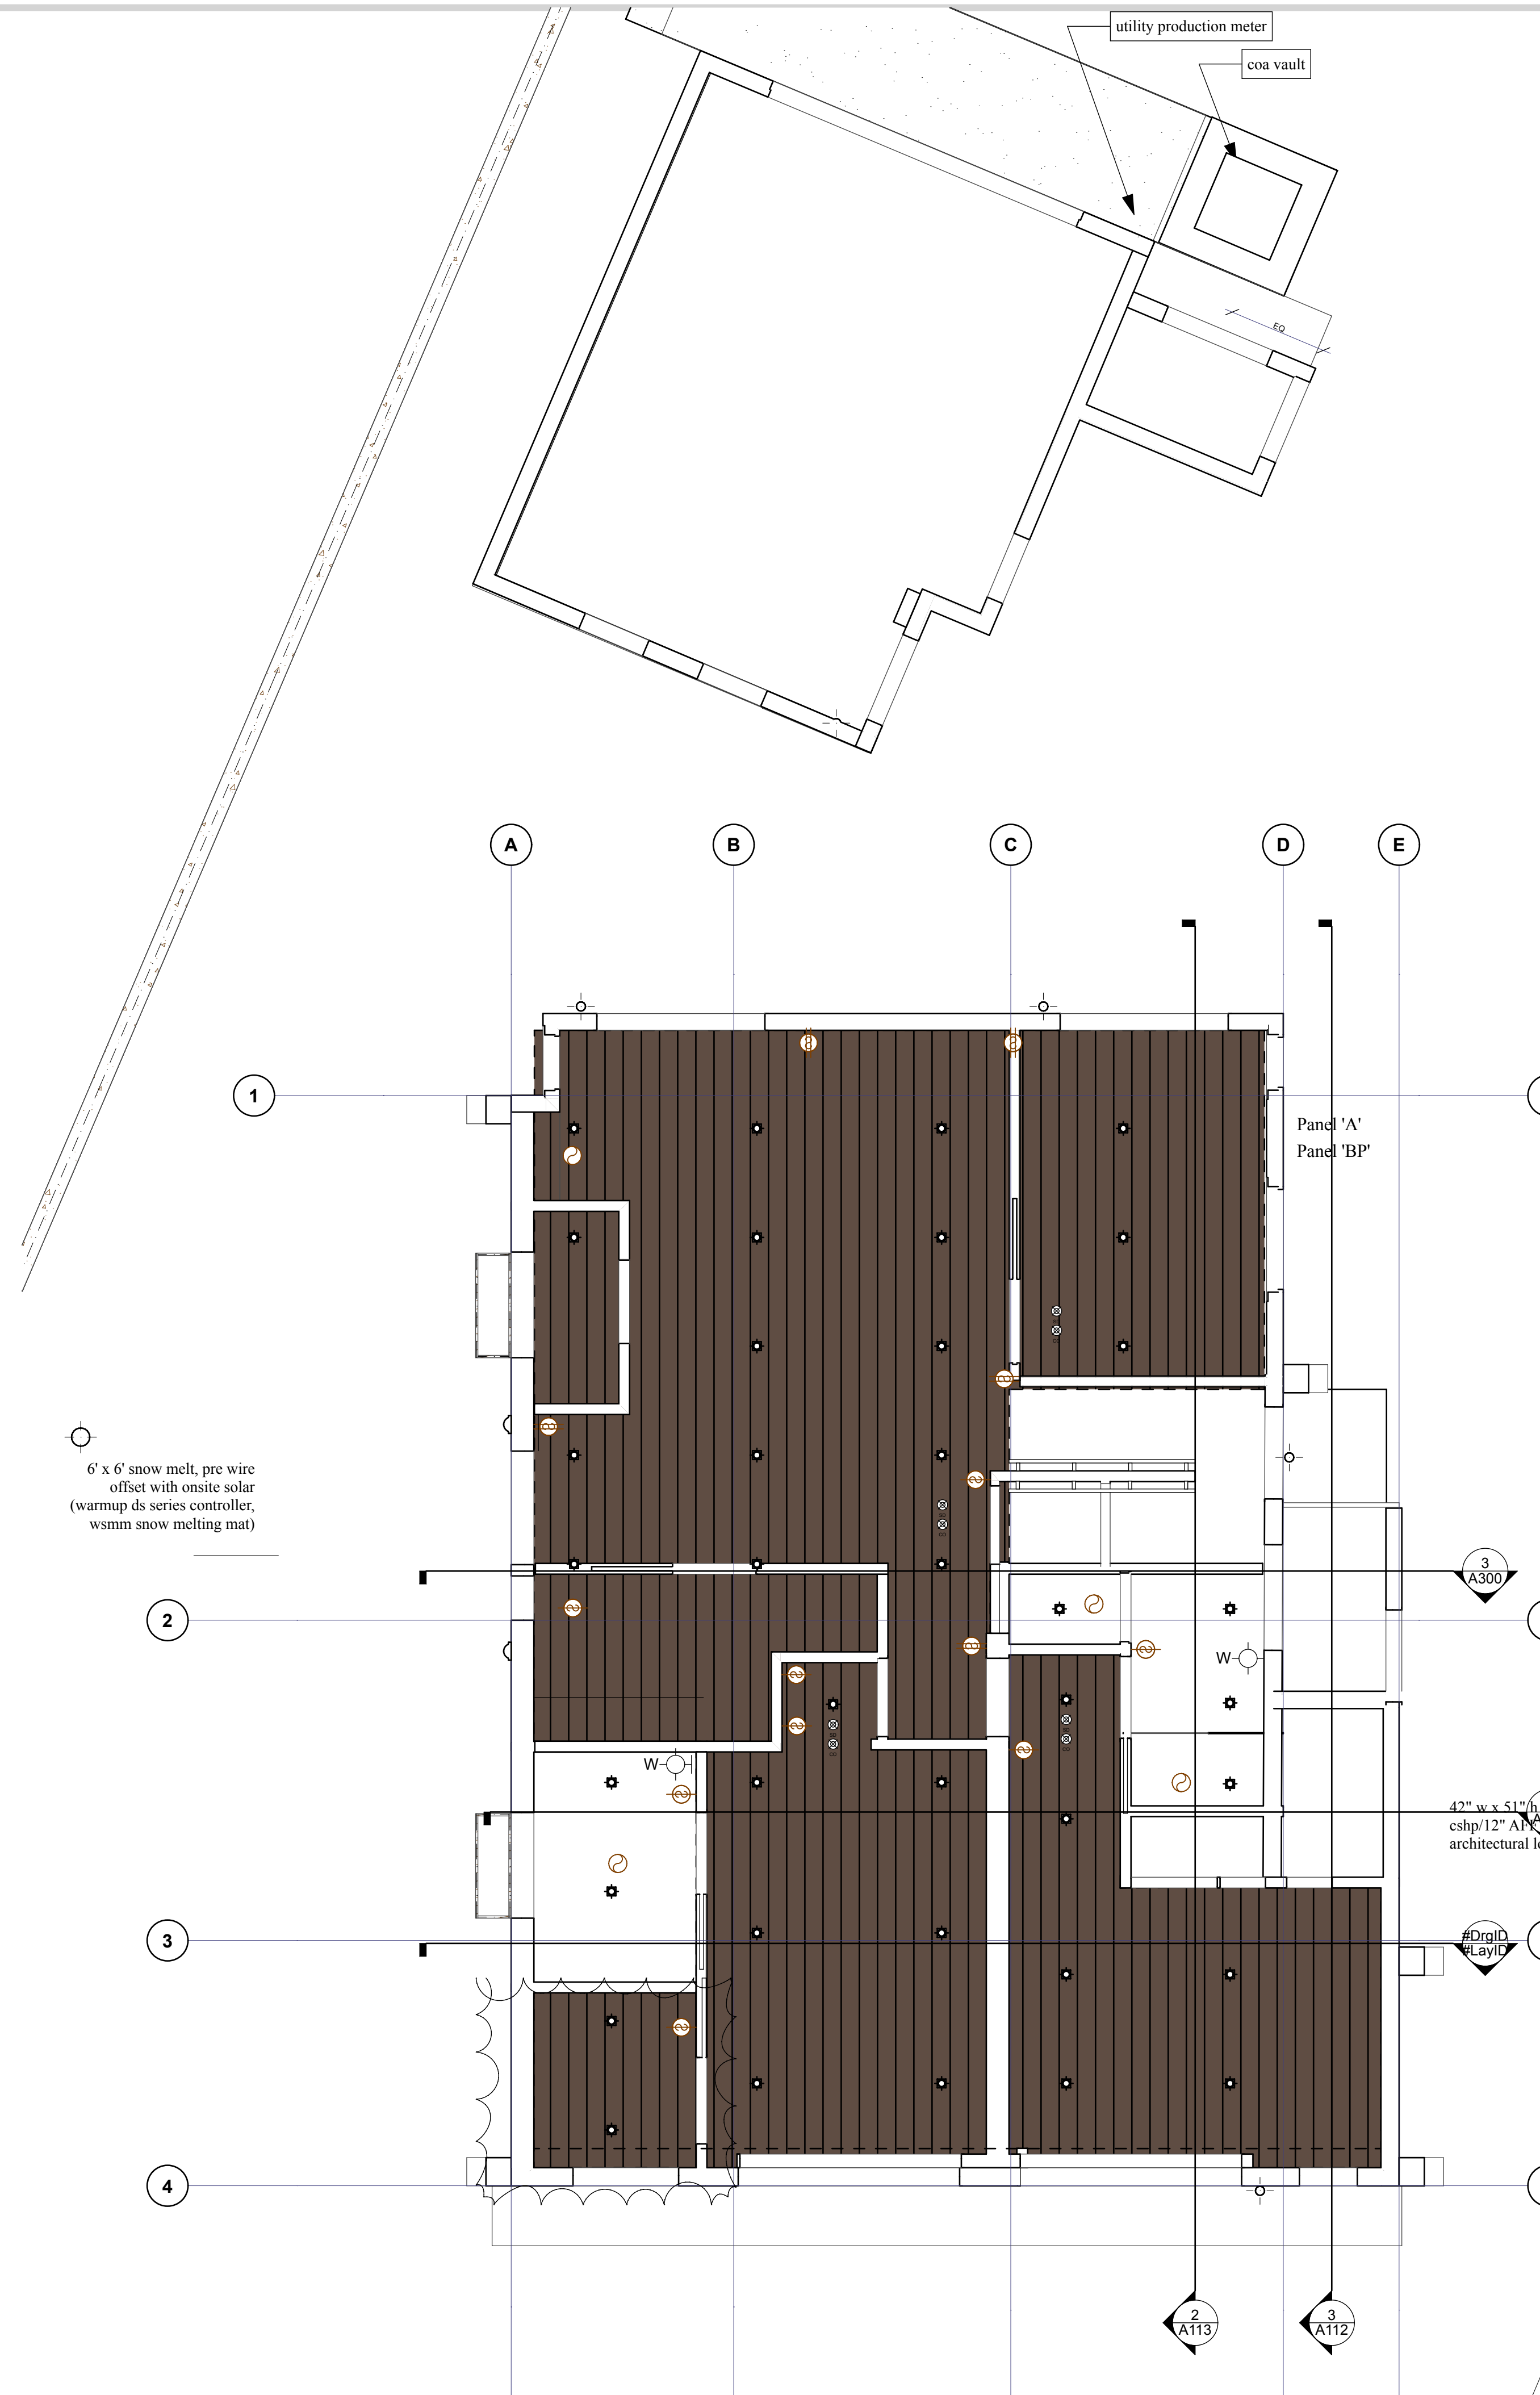 utility production meter
coa vault
EQ
A
B
C
D
E
1
Panel 'A'
Panel 'BP'
6' x 6' snow melt, pre wire
offset with onsite solar
(warmup ds series controller,
wsmm snow melting mat)
3
A300
2
W
W
42" w x 51" h
cshp/12"
architectural
3
#DrgID
#LayID
4
2
A113
3
A112